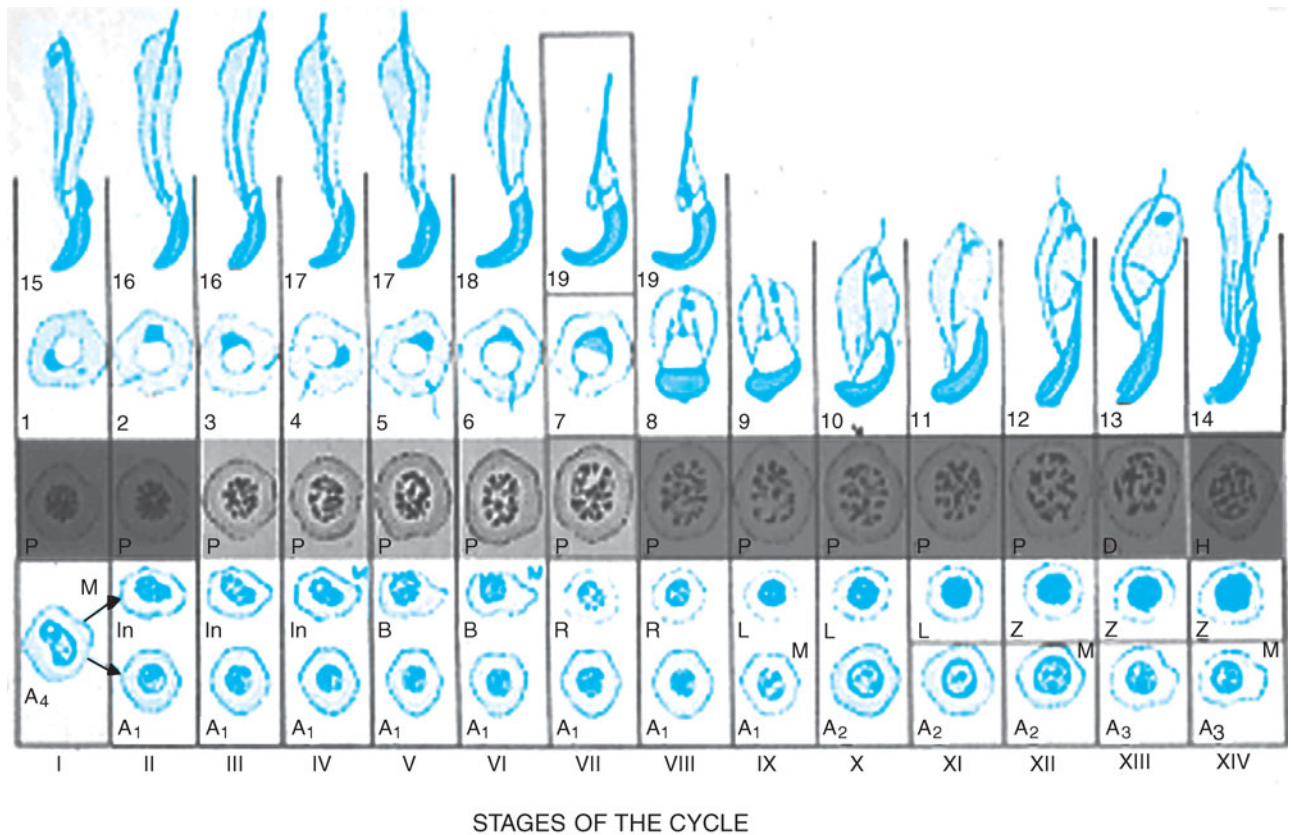 15 16 16 17 17 18 19 19
1 2 3 4 5 6 7 8 9 10 11 12 13 14
P P P P P P P P P P P P D H
M
In In In B B R R L L L Z Z Z
A4
M M M
A1 A1 A1 A1 A1 A1 A1 A1 A2 A2 A2 A3 A3
I II III IV V VI VII VIII IX X XI XII XIII XIV
STAGES OF THE CYCLE